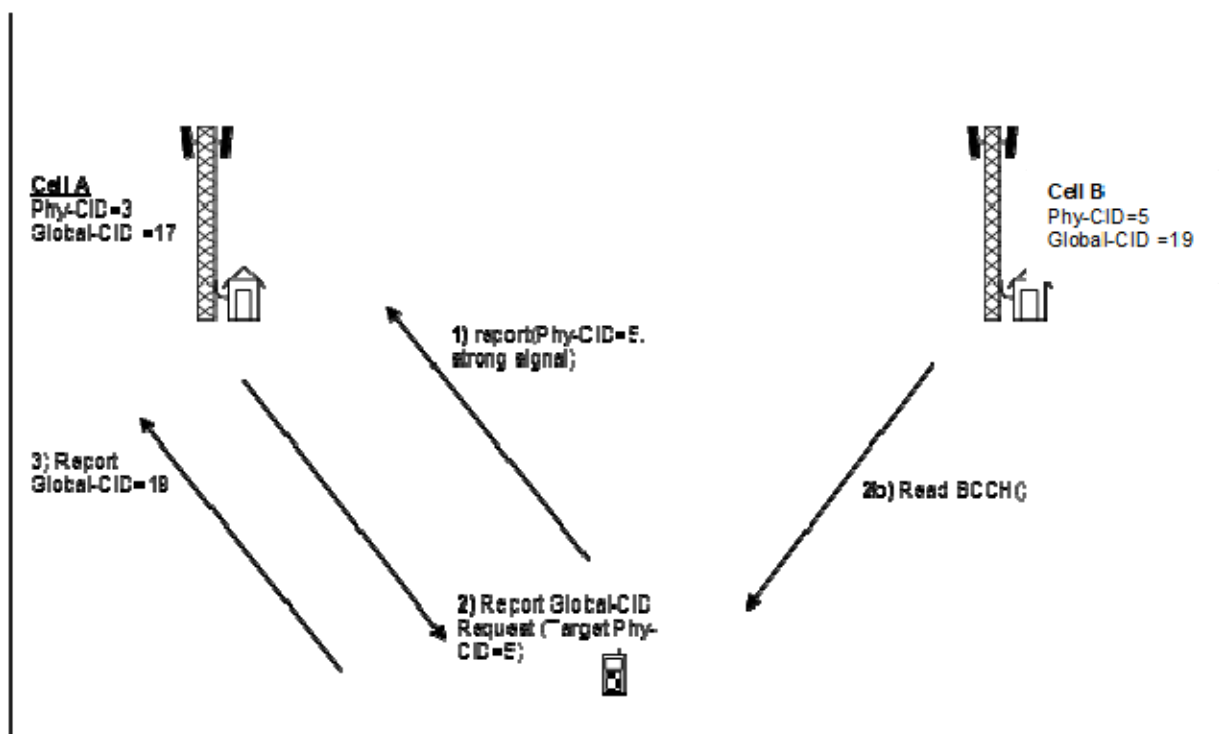 Cell A
Phy-CID=3
Global-CID =17
Cell B
Phy-CID=5
Global-CID =19
1) report(Phy-CID=5,
strong signal)
3) Report
Global-CID=19
2b) Read BCCH()
2) Report Global-CID
Request (Target Phy-
CID=5)